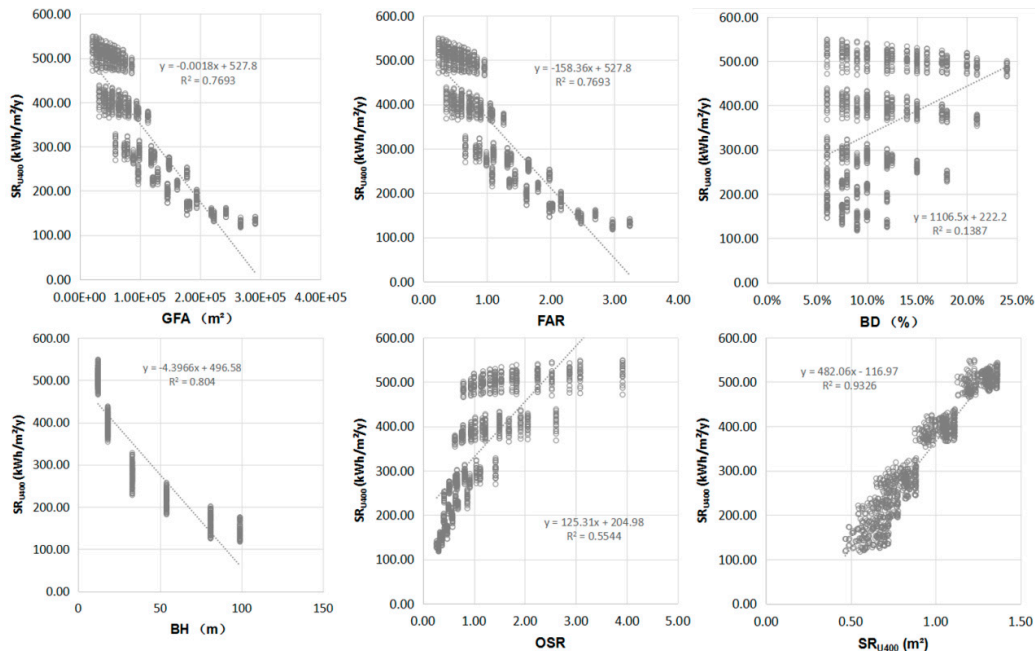 600.00
500.00
400.00
300.00
200.00
100.00
0.00
SR_U400 (kWh/m²/y)
y = -0.0018x + 527.8
R² = 0.7693
0.00E+00 1.00E+05 2.00E+05 3.00E+05 4.00E+05
GFA (m²)
600.00
500.00
400.00
300.00
200.00
100.00
0.00
SR_U400 (kWh/m²/y)
y = -158.36x + 527.8
R² = 0.7693
0.00 1.00 2.00 3.00 4.00
FAR
600.00
500.00
400.00
300.00
200.00
100.00
0.00
SR_U400 (kWh/m²/y)
y = 1106.5x + 222.2
R² = 0.1387
0.0% 5.0% 10.0% 15.0% 20.0% 25.0%
BD (%)
600.00
500.00
400.00
300.00
200.00
100.00
0.00
SR_U400 (kWh/m²/y)
y = -4.3966x + 496.58
R² = 0.804
0 50 100 150
BH (m)
600.00
500.00
400.00
300.00
200.00
100.00
0.00
SR_U400 (kWh/m²/y)
y = 125.31x + 204.98
R² = 0.5544
0.00 1.00 2.00 3.00 4.00 5.00
OSR
600.00
500.00
400.00
300.00
200.00
100.00
0.00
SR_U400 (kWh/m²/y)
y = 482.06x - 116.97
R² = 0.9326
0.00 0.50 1.00 1.50
SR_U400 (m²)